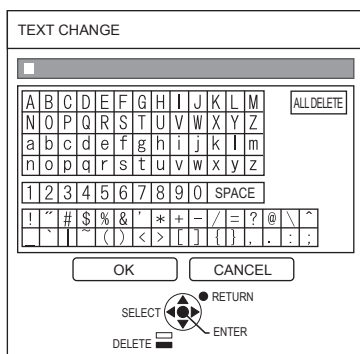 TEXT CHANGE
A B C D E F G H I J K L M ALL DELETE
N O P Q R S T U V W X Y Z
a b c d e f g h i j k l m
n o p q r s t u v w x y z
1 2 3 4 5 6 7 8 9 0 SPACE
! ˝ # $ % & ' * + - / = ? @ \ ^
_ ` | ~ ( ) < > [ ] { } , . : ;
OK CANCEL
RETURN
SELECT
ENTER
DELETE